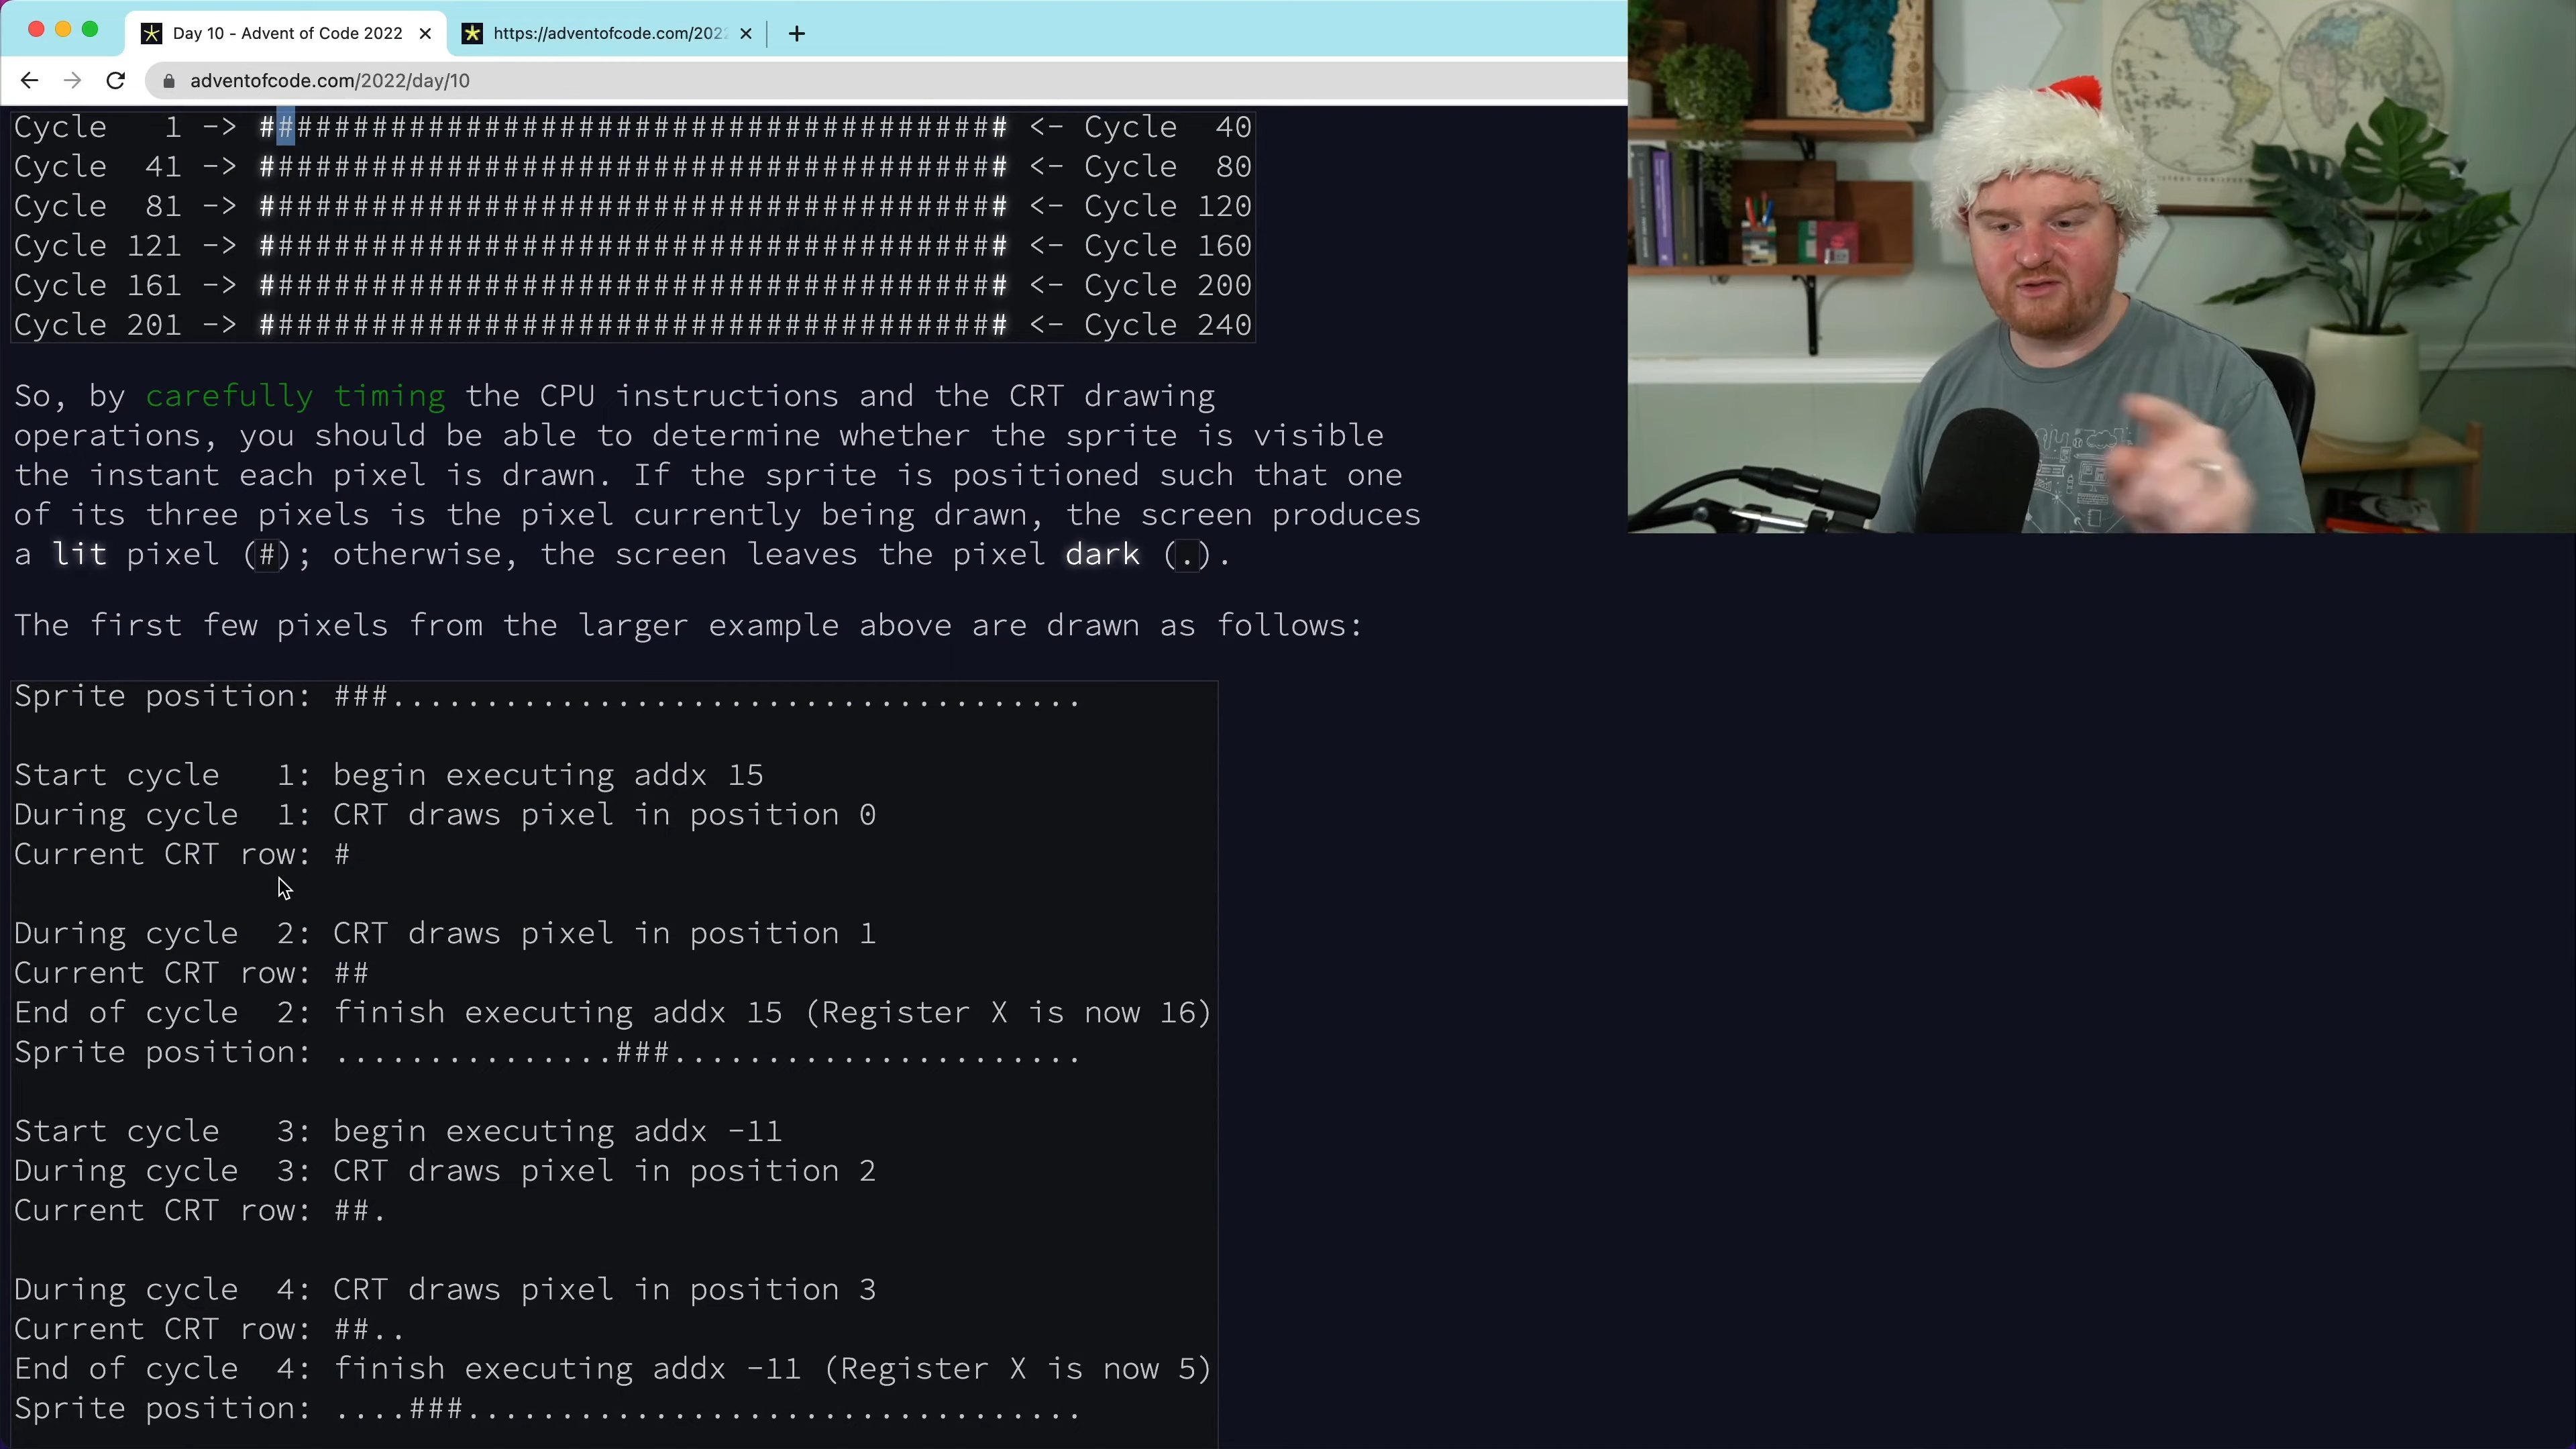 Day 10 - Advent of Code 2022
https://adventofcode.com/202
adventofcode.com/2022/day/10
Cycle   1 -> ######################################## <- Cycle  40
Cycle  41 -> ######################################## <- Cycle  80
Cycle  81 -> ######################################## <- Cycle 120
Cycle 121 -> ######################################## <- Cycle 160
Cycle 161 -> ######################################## <- Cycle 200
Cycle 201 -> ######################################## <- Cycle 240
So, by carefully timing the CPU instructions and the CRT drawing
operations, you should be able to determine whether the sprite is visible
the instant each pixel is drawn. If the sprite is positioned such that one
of its three pixels is the pixel currently being drawn, the screen produces
a lit pixel (#); otherwise, the screen leaves the pixel dark (.).
The first few pixels from the larger example above are drawn as follows:
Sprite position: ###.....................................
Start cycle   1: begin executing addx 15
During cycle  1: CRT draws pixel in position 0
Current CRT row: #
During cycle  2: CRT draws pixel in position 1
Current CRT row: ##
End of cycle  2: finish executing addx 15 (Register X is now 16)
Sprite position: ...............###......................
Start cycle   3: begin executing addx -11
During cycle  3: CRT draws pixel in position 2
Current CRT row: ##.
During cycle  4: CRT draws pixel in position 3
Current CRT row: ##..
End of cycle  4: finish executing addx -11 (Register X is now 5)
Sprite position: ....###.................................